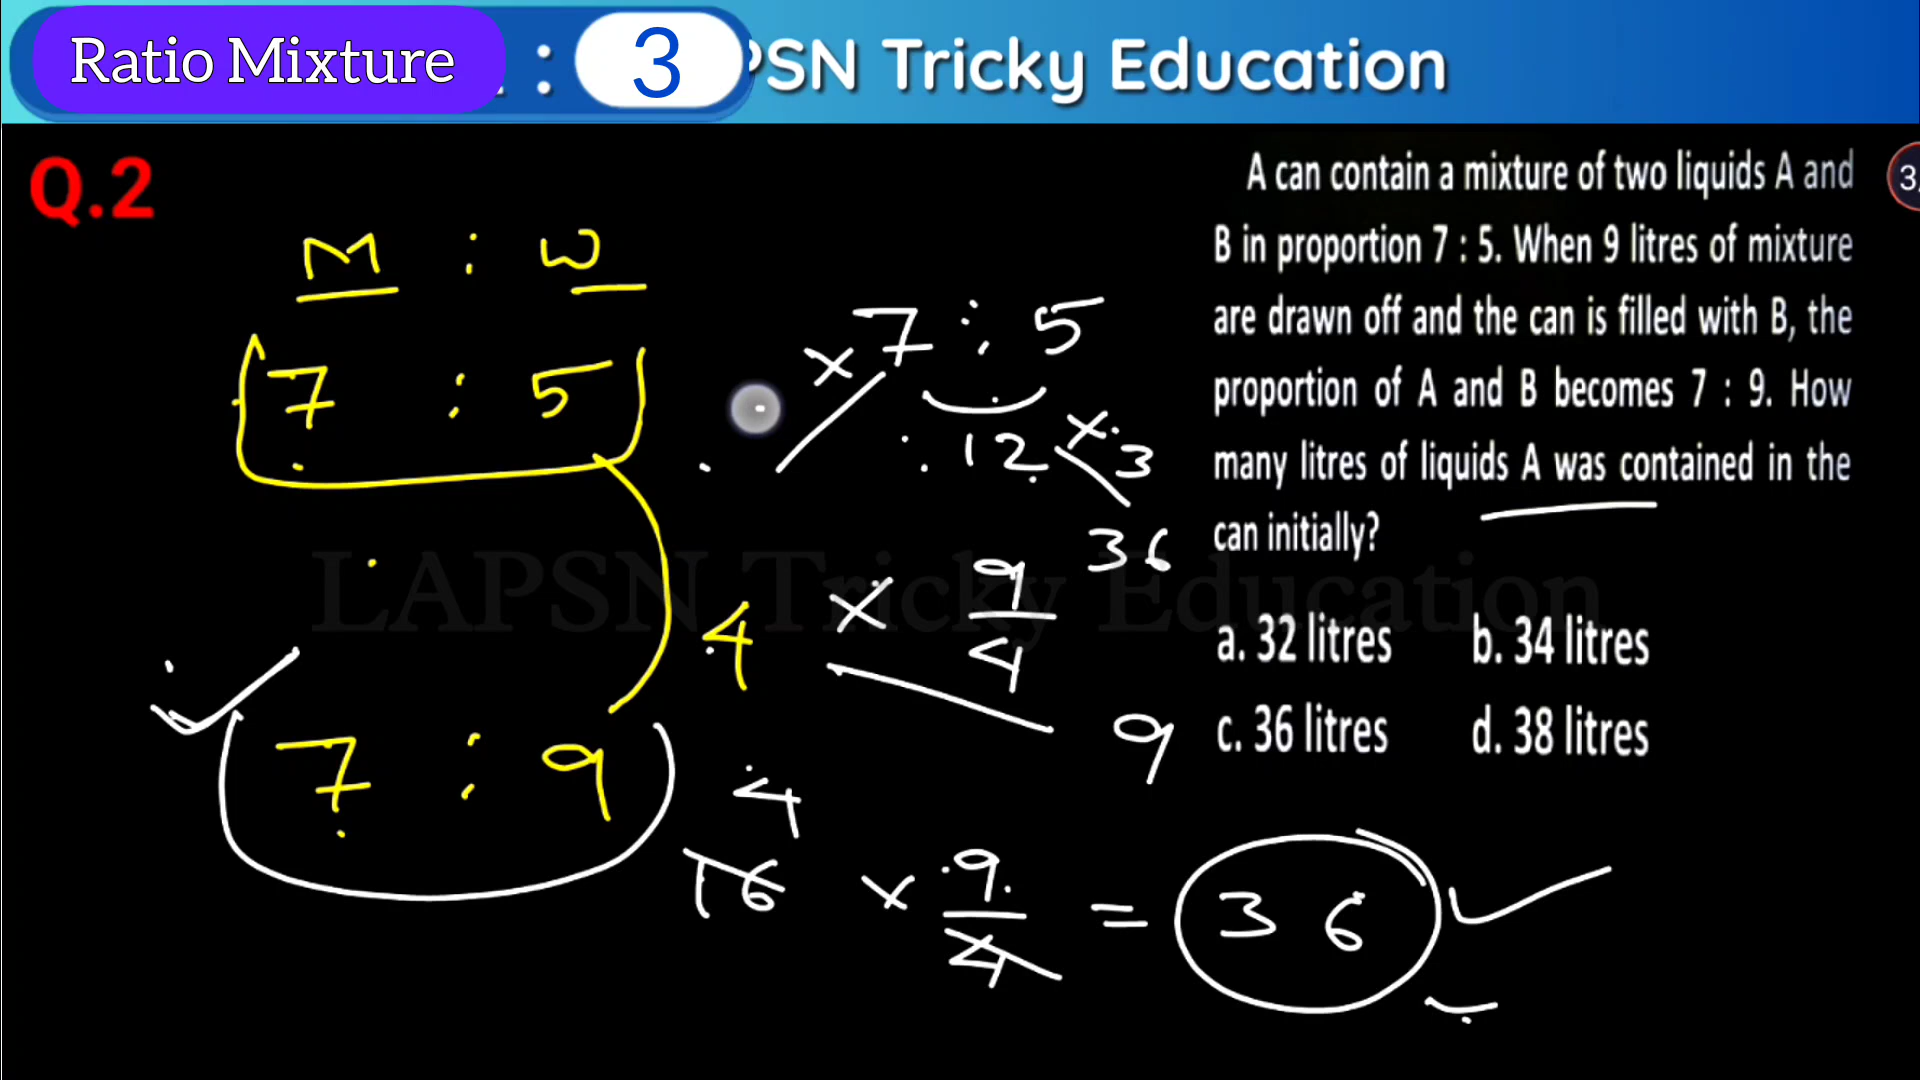 Ratio Mixture : 3 PSN Tricky Education
Q.2
A can contain a mixture of two liquids A and
B in proportion 7 : 5. When 9 litres of mixture
are drawn off and the can is filled with B, the
proportion of A and B becomes 7 : 9. How
many litres of liquids A was contained in the
can initially?
a. 32 litres b. 34 litres
c. 36 litres d. 38 litres
M : W
7 : 5
4
7 : 9
× 7 : 5
: 12 × 3
36
× 9/4
9
4
16 × 9/4 = 36
LAPSN Tricky Education
3